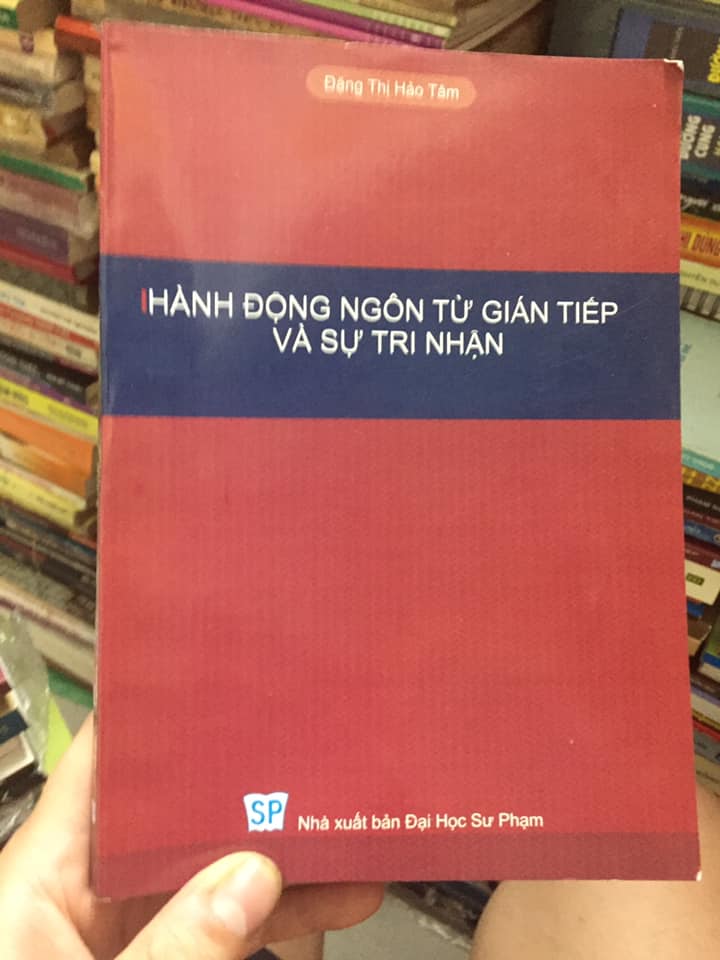 Đặng Thị Hảo Tâm
HÀNH ĐỘNG NGÔN TỪ GIÁN TIẾP
VÀ SỰ TRI NHẬN
SP
Nhà xuất bản Đại Học Sư Phạm
CUNG